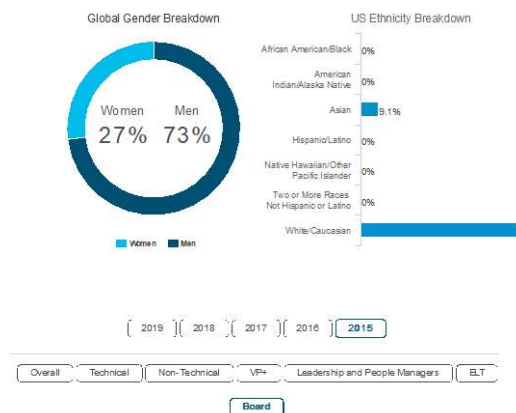 Global Gender Breakdown
Women Men
27% 73%
Women Men
US Ethnicity Breakdown
African American/Black 0%
American
Indian/Alaska Native 0%
Asian 9.1%
Hispanic/Latino 0%
Native Hawaiian/Other
Pacific Islander 0%
Two or More Races
Not Hispanic or Latino 0%
White/Caucasian
2019 2018 2017 2016 2015
Overall Technical Non-Technical VP+ Leadership and People Managers ELT
Board